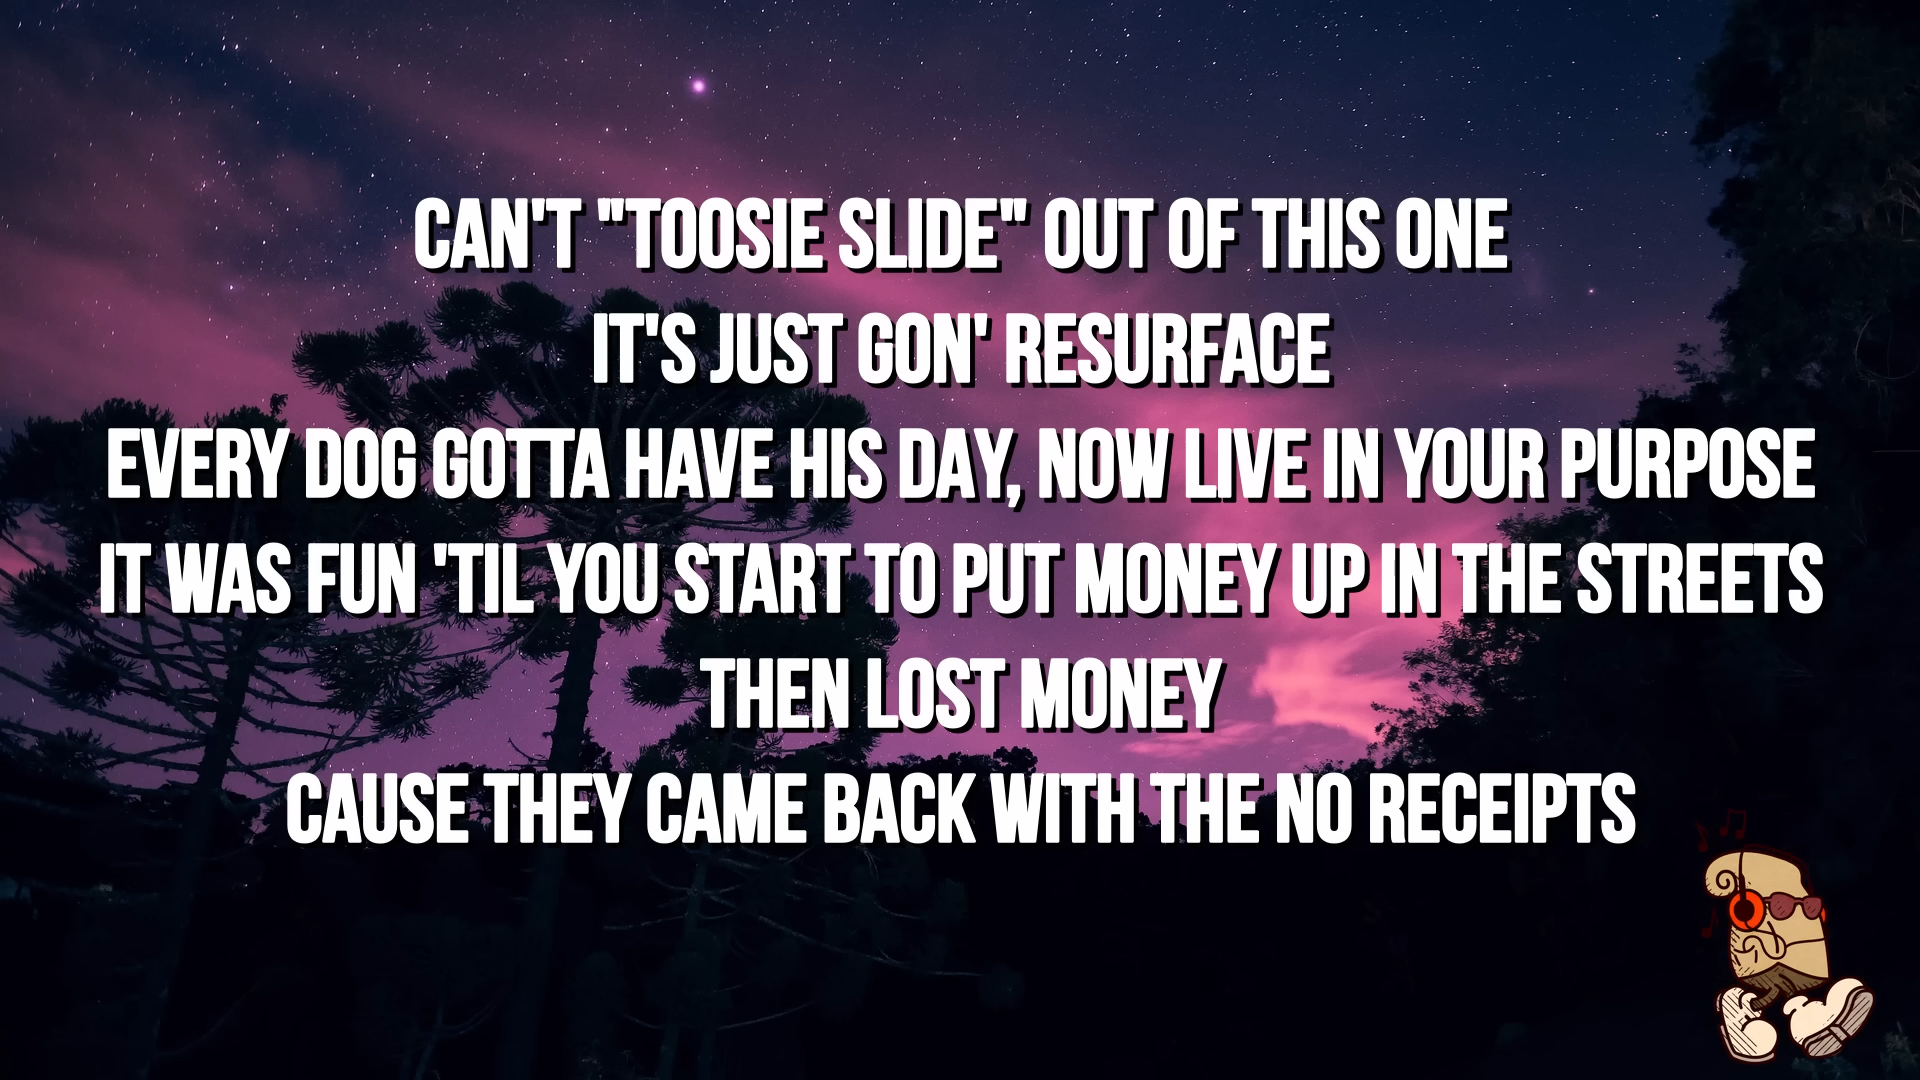 CAN'T "TOOSIE SLIDE" OUT OF THIS ONE
IT'S JUST GON' RESURFACE
EVERY DOG GOTTA HAVE HIS DAY, NOW LIVE IN YOUR PURPOSE
IT WAS FUN 'TIL YOU START TO PUT MONEY UP IN THE STREETS
THEN LOST MONEY
CAUSE THEY CAME BACK WITH THE NO RECEIPTS